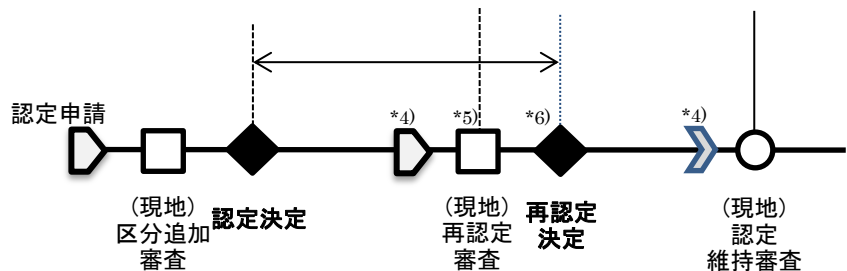 認定申請
*4)
*5)
*6)
*4)
（現地）
区分追加
審査
認定決定
（現地）
再認定
審査
再認定
決定
（現地）
認定
維持審査